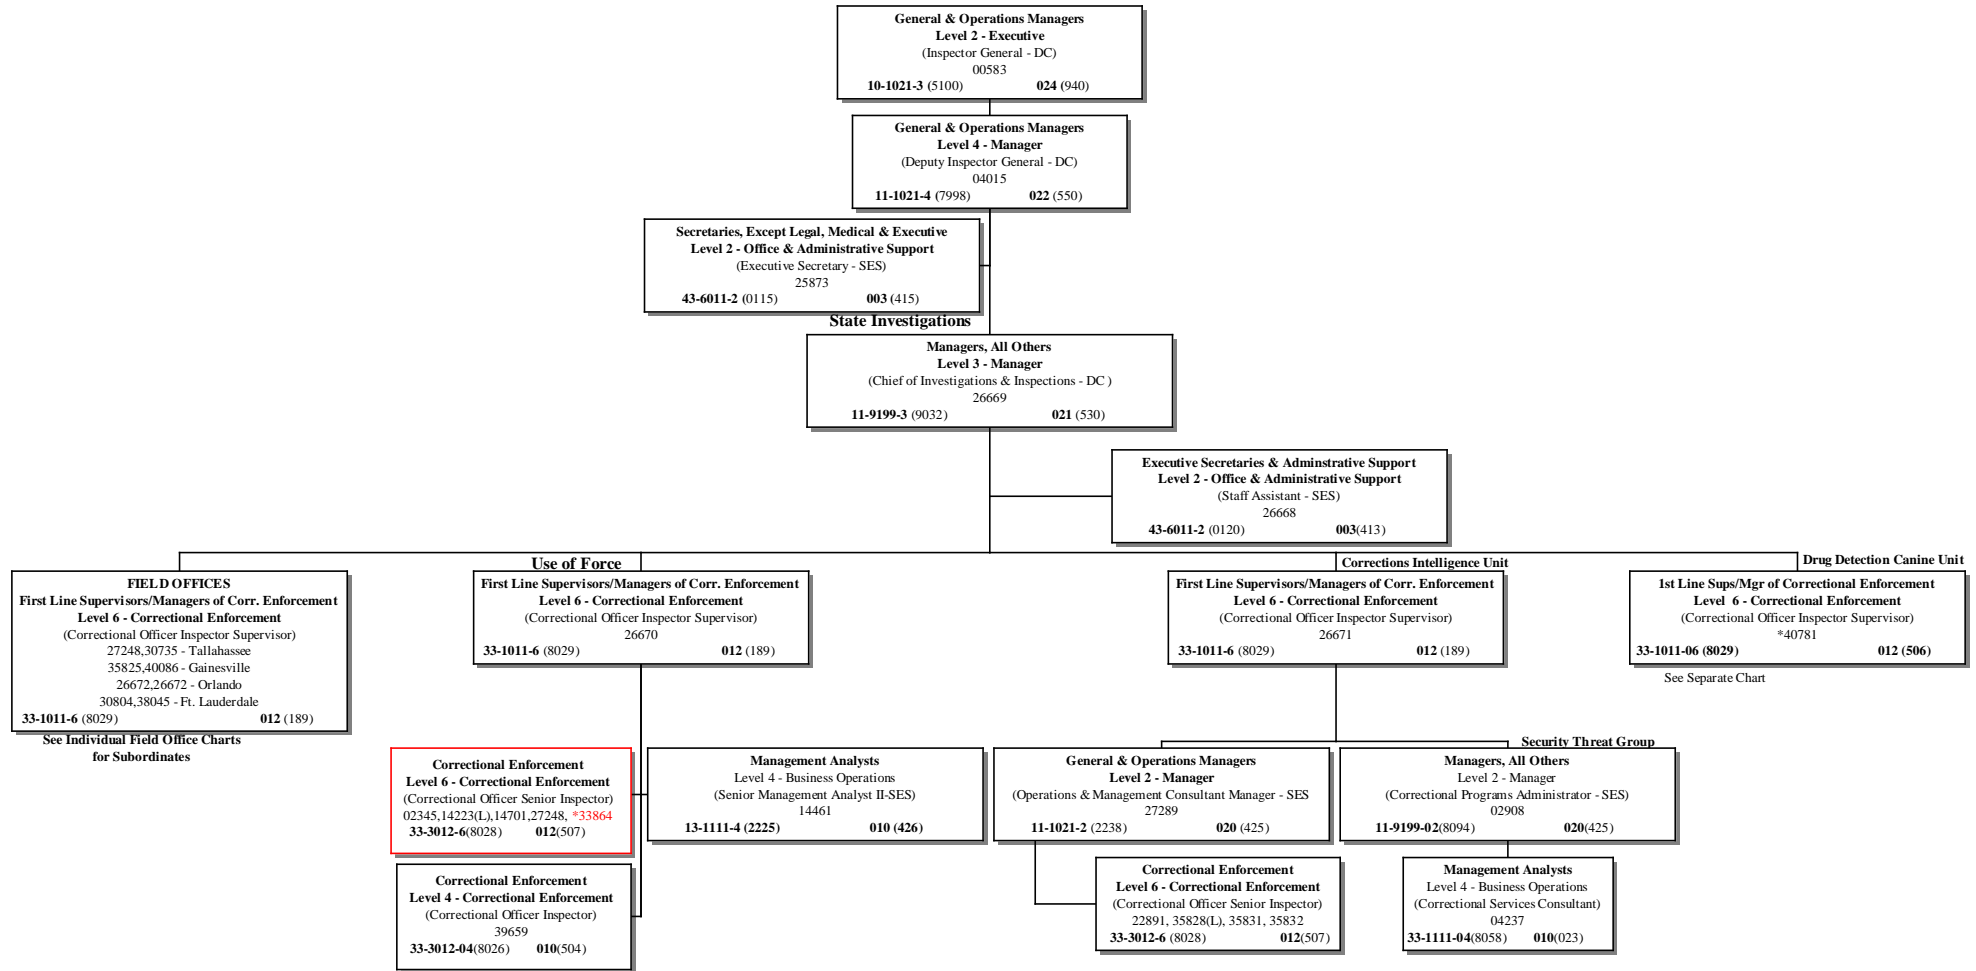 General & Operations Managers
Level 2 - Executive
(Inspector General - DC)
00583
10-1021-3 (5100) 024 (940)
General & Operations Managers
Level 4 - Manager
(Deputy Inspector General - DC)
04015
11-1021-4 (7998) 022 (550)
Secretaries, Except Legal, Medical & Executive
Level 2 - Office & Administrative Support
(Executive Secretary - SES)
25873
43-6011-2 (0115) 003 (415)
State Investigations
Managers, All Others
Level 3 - Manager
(Chief of Investigations & Inspections - DC )
26669
11-9199-3 (9032) 021 (530)
Executive Secretaries & Adminstrative Support
Level 2 - Office & Administrative Support
(Staff Assistant - SES)
26668
43-6011-2 (0120) 003(413)
FIELD OFFICES
First Line Supervisors/Managers of Corr. Enforcement
Level 6 - Correctional Enforcement
(Correctional Officer Inspector Supervisor)
27248,30735 - Tallahassee
35825,40086 - Gainesville
26672,26672 - Orlando
30804,38045 - Ft. Lauderdale
33-1011-6 (8029) 012 (189)
See Individual Field Office Charts
for Subordinates
Use of Force
First Line Supervisors/Managers of Corr. Enforcement
Level 6 - Correctional Enforcement
(Correctional Officer Inspector Supervisor)
26670
33-1011-6 (8029) 012 (189)
Corrections Intelligence Unit
First Line Supervisors/Managers of Corr. Enforcement
Level 6 - Correctional Enforcement
(Correctional Officer Inspector Supervisor)
26671
33-1011-6 (8029) 012 (189)
Drug Detection Canine Unit
1st Line Sups/Mgr of Correctional Enforcement
Level 6 - Correctional Enforcement
(Correctional Officer Inspector Supervisor)
*40781
33-1011-06 (8029) 012 (506)
See Separate Chart
Correctional Enforcement
Level 6 - Correctional Enforcement
(Correctional Officer Senior Inspector)
02345,14223(L),14701,27248, *33864
33-3012-6(8028) 012(507)
Management Analysts
Level 4 - Business Operations
(Senior Management Analyst II-SES)
14461
13-1111-4 (2225) 010 (426)
General & Operations Managers
Level 2 - Manager
(Operations & Management Consultant Manager - SES
27289
11-1021-2 (2238) 020 (425)
Security Threat Group
Managers, All Others
Level 2 - Manager
(Correctional Programs Administrator - SES)
02908
11-9199-02(8094) 020(425)
Correctional Enforcement
Level 4 - Correctional Enforcement
(Correctional Officer Inspector)
39659
33-3012-04(8026) 010(504)
Correctional Enforcement
Level 6 - Correctional Enforcement
(Correctional Officer Senior Inspector)
22891, 35828(L), 35831, 35832
33-3012-6 (8028) 012(507)
Management Analysts
Level 4 - Business Operations
(Correctional Services Consultant)
04237
33-1111-04(8058) 010(023)